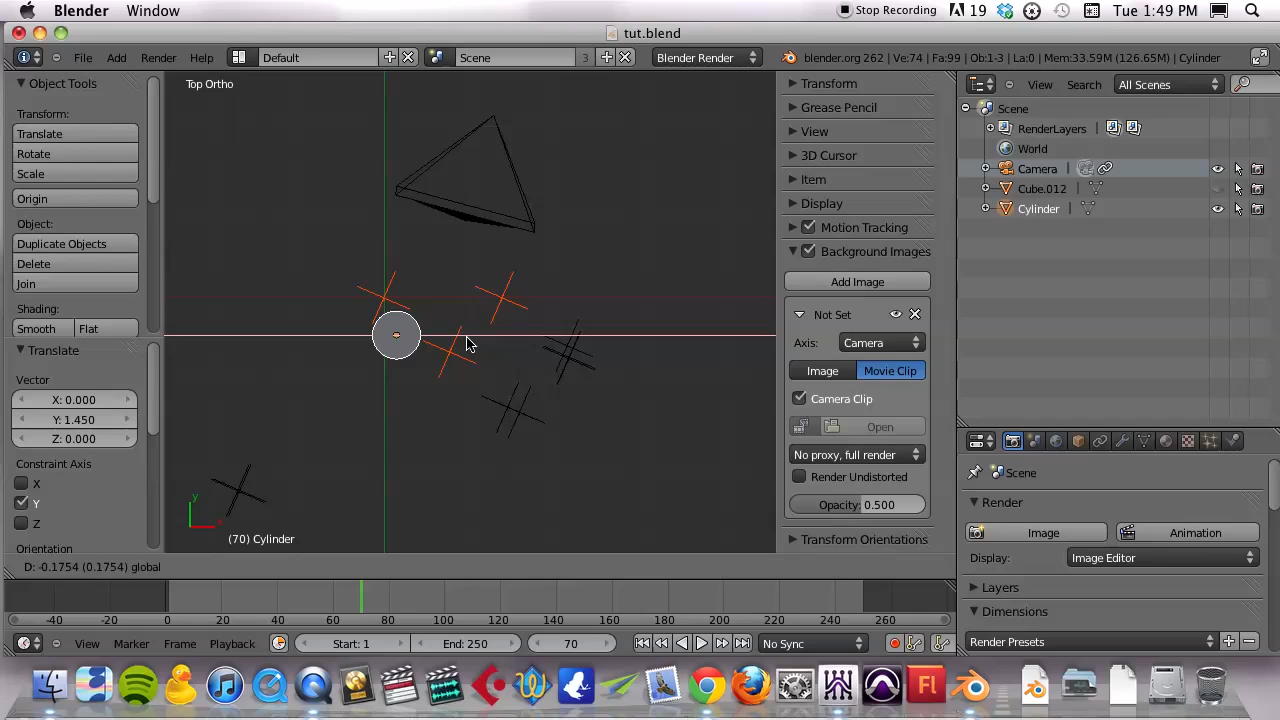 Blender Window Stop Recording 19 Tue 1:49 PM
tut.blend
File Add Render Help Default Scene 3 Blender Render blender.org 262 | Ve:74 | Fa:99 | Ob:1-3 | La:0 | Mem:33.59M (126.65M) | Cylinder
Object Tools
Transform:
Translate
Rotate
Scale
Origin
Object:
Duplicate Objects
Delete
Join
Shading:
Smooth Flat
Translate
Vector
X: 0.000
Y: 1.450
Z: 0.000
Constraint Axis
X
Y
Z
Orientation
Top Ortho
y
(70) Cylinder
Transform
Grease Pencil
View
3D Cursor
Item
Display
Motion Tracking
Background Images
Add Image
Not Set
Axis: Camera
Image Movie Clip
Camera Clip
Open
No proxy, full render
Render Undistorted
Opacity: 0.500
Transform Orientations
View Search All Scenes
Scene
RenderLayers
World
Camera
Cube.012
Cylinder
Scene
Render
Image Animation
Display: Image Editor
Layers
Dimensions
Render Presets
D: -0.1754 (0.1754) global
-40 -20 0 20 40 60 80 100 120 140 160 180 200 220 240 260
View Marker Frame Playback Start: 1 End: 250 70 No Sync
Fl